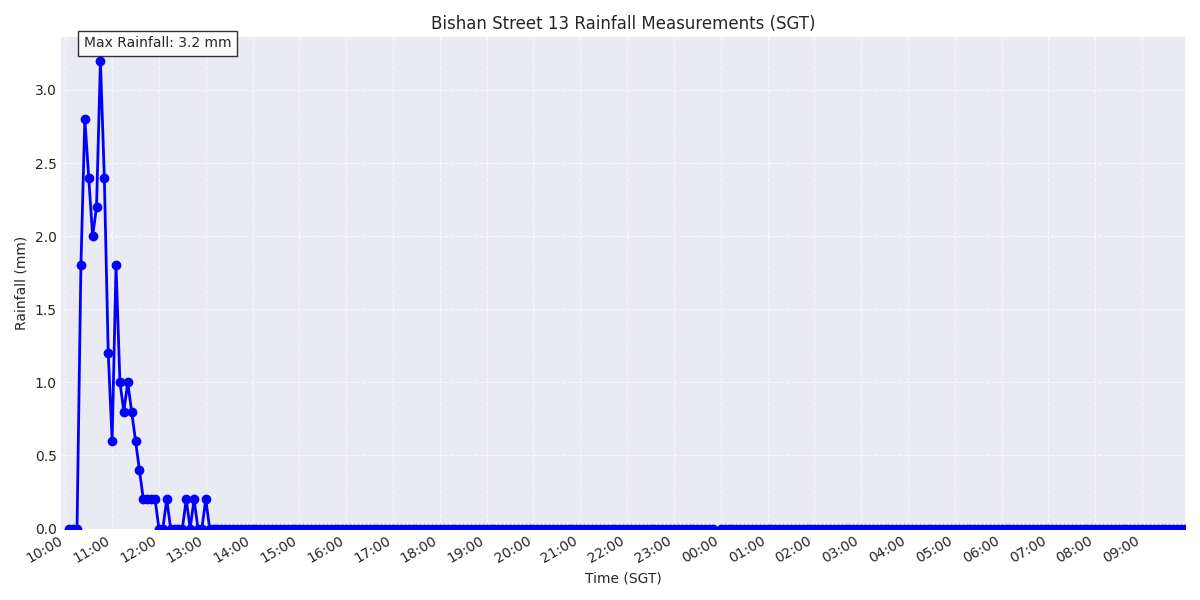 Bishan Street 13 Rainfall Measurements (SGT)
Max Rainfall: 3.2 mm
Rainfall (mm)
3.0
2.5
2.0
1.5
1.0
0.5
0.0
10:00 11:00 12:00 13:00 14:00 15:00 16:00 17:00 18:00 19:00 20:00 21:00 22:00 23:00 00:00 01:00 02:00 03:00 04:00 05:00 06:00 07:00 08:00 09:00
Time (SGT)